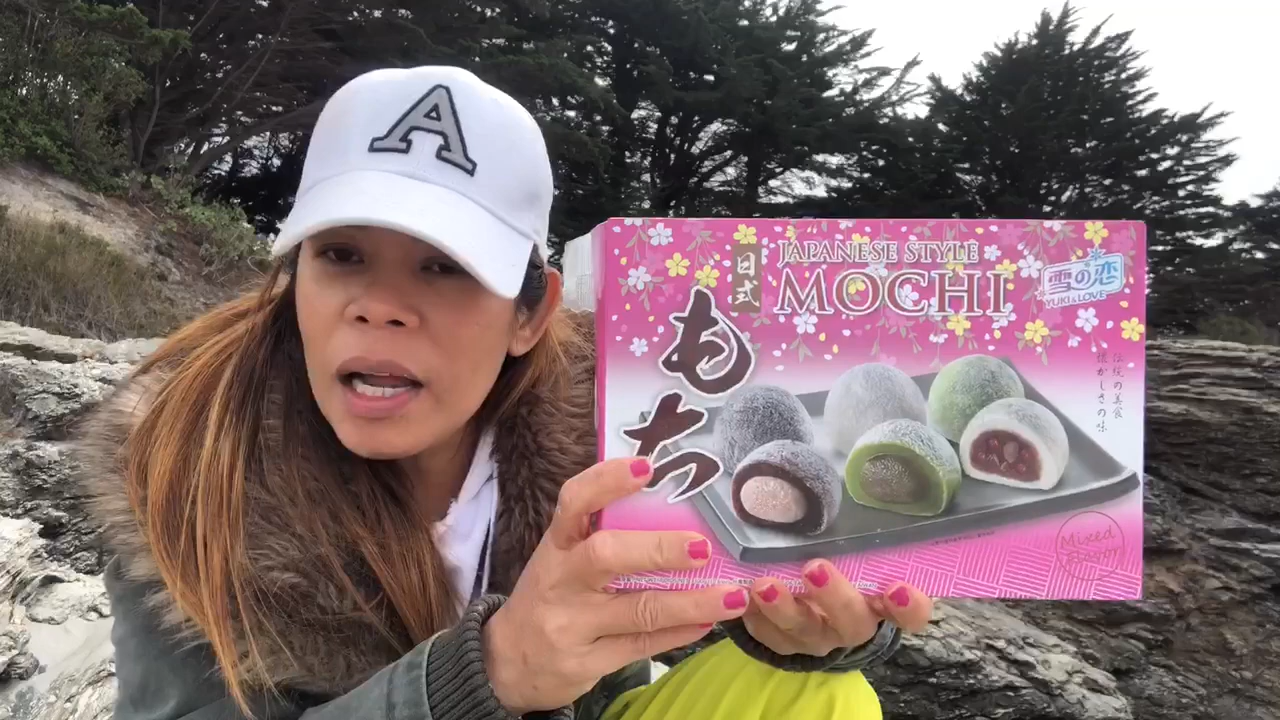 A
JAPANESE STYLE
MOCHI
日式
もち
雪の恋
YUKI & LOVE
伝統の美食
懐かしさの味
Mixed
Flavor